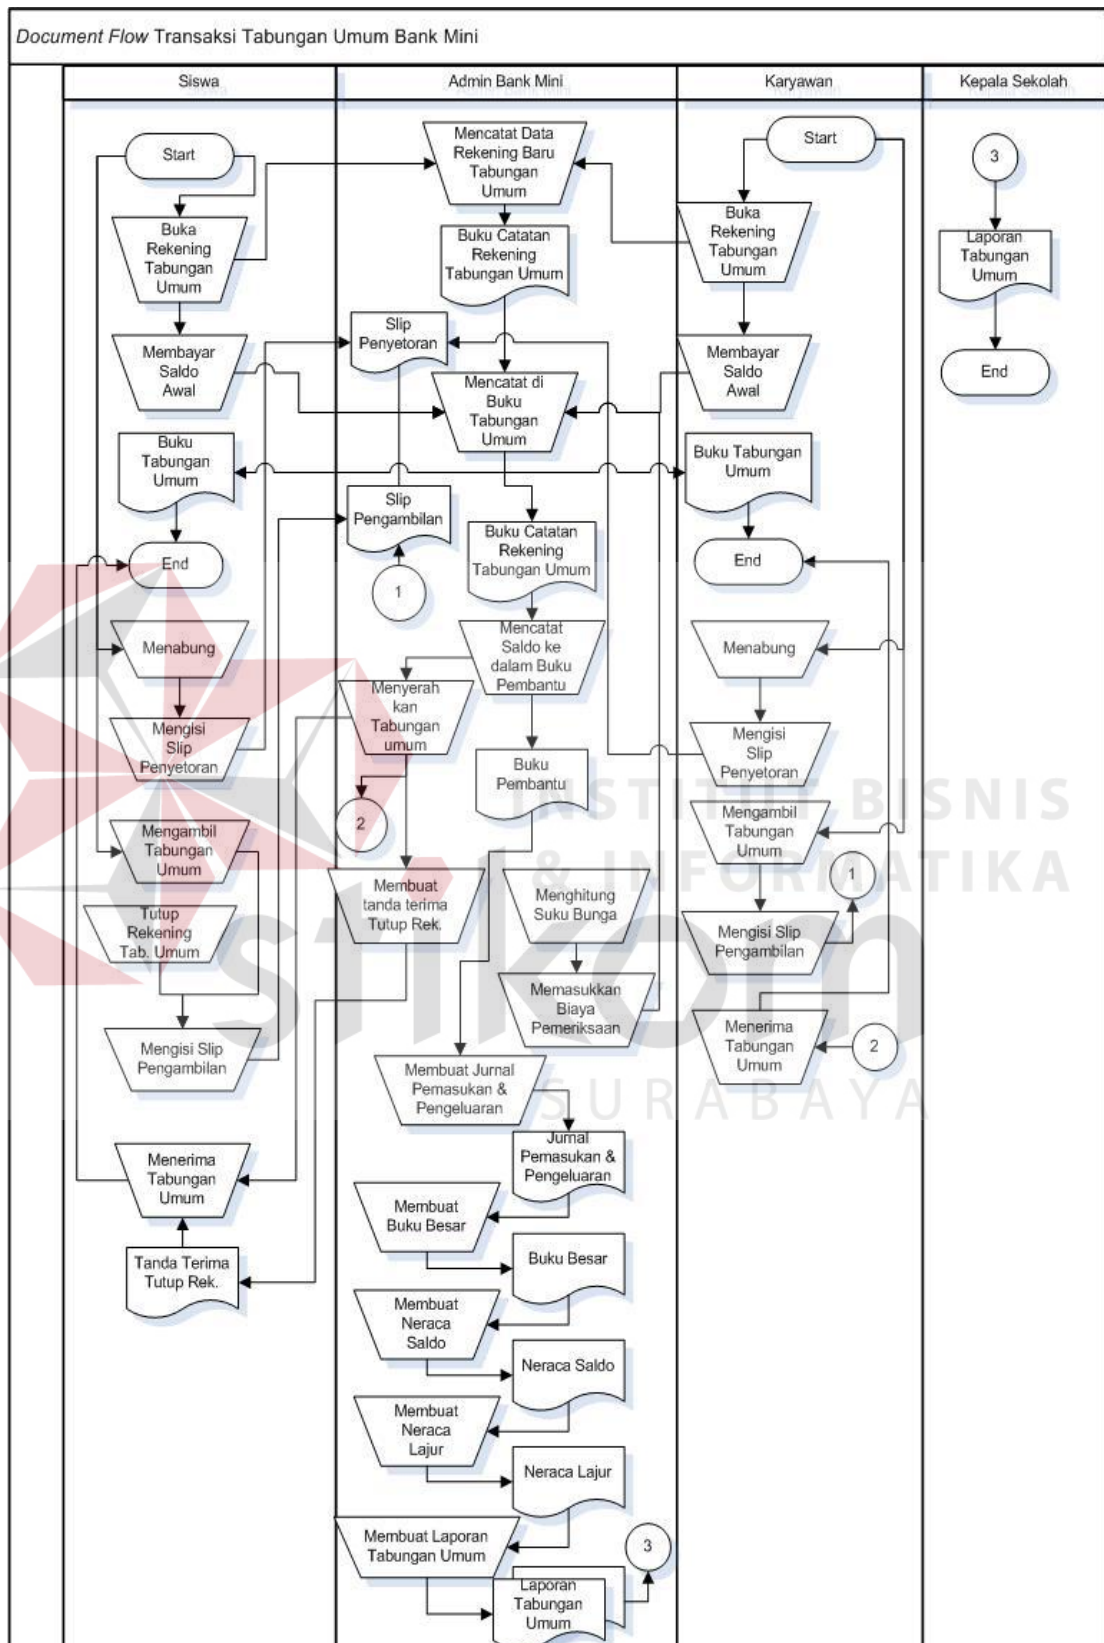 Document Flow Transaksi Tabungan Umum Bank Mini
Siswa
Admin Bank Mini
Karyawan
Kepala Sekolah
Start
Buka
Rekening
Tabungan
Umum
Membayar
Saldo
Awal
Buku
Tabungan
Umum
End
Menabung
Mengisi
Slip
Penyetoran
Mengambil
Tabungan
Umum
Tutup
Rekening
Tab. Umum
Mengisi Slip
Pengambilan
Menerima
Tabungan
Umum
Tanda Terima
Tutup Rek.
Mencatat Data
Rekening Baru
Tabungan
Umum
Buku Catatan
Rekening
Tabungan Umum
Slip
Penyetoran
Mencatat di
Buku
Tabungan
Umum
Slip
Pengambilan
1
Buku Catatan
Rekening
Tabungan Umum
Mencatat
Saldo ke
dalam Buku
Pembantu
Menyerah
kan
Tabungan
umum
2
Buku
Pembantu
Membuat
tanda terima
Tutup Rek.
Menghitung
Suku Bunga
Memasukkan
Biaya
Pemeriksaan
Membuat Jurnal
Pemasukan &
Pengeluaran
Jurnal
Pemasukan &
Pengeluaran
Membuat
Buku Besar
Buku Besar
Membuat
Neraca
Saldo
Neraca Saldo
Membuat
Neraca
Lajur
Neraca Lajur
Membuat Laporan
Tabungan Umum
Laporan
Tabungan
Umum
3
Start
Buka
Rekening
Tabungan
Umum
Membayar
Saldo
Awal
Buku Tabungan
Umum
End
Menabung
Mengisi
Slip
Penyetoran
Mengambil
Tabungan
Umum
1
Mengisi Slip
Pengambilan
Menerima
Tabungan
Umum
2
3
Laporan
Tabungan
Umum
End
INSTITUT BISNIS
& INFORMATIKA
stikom
SURABAYA